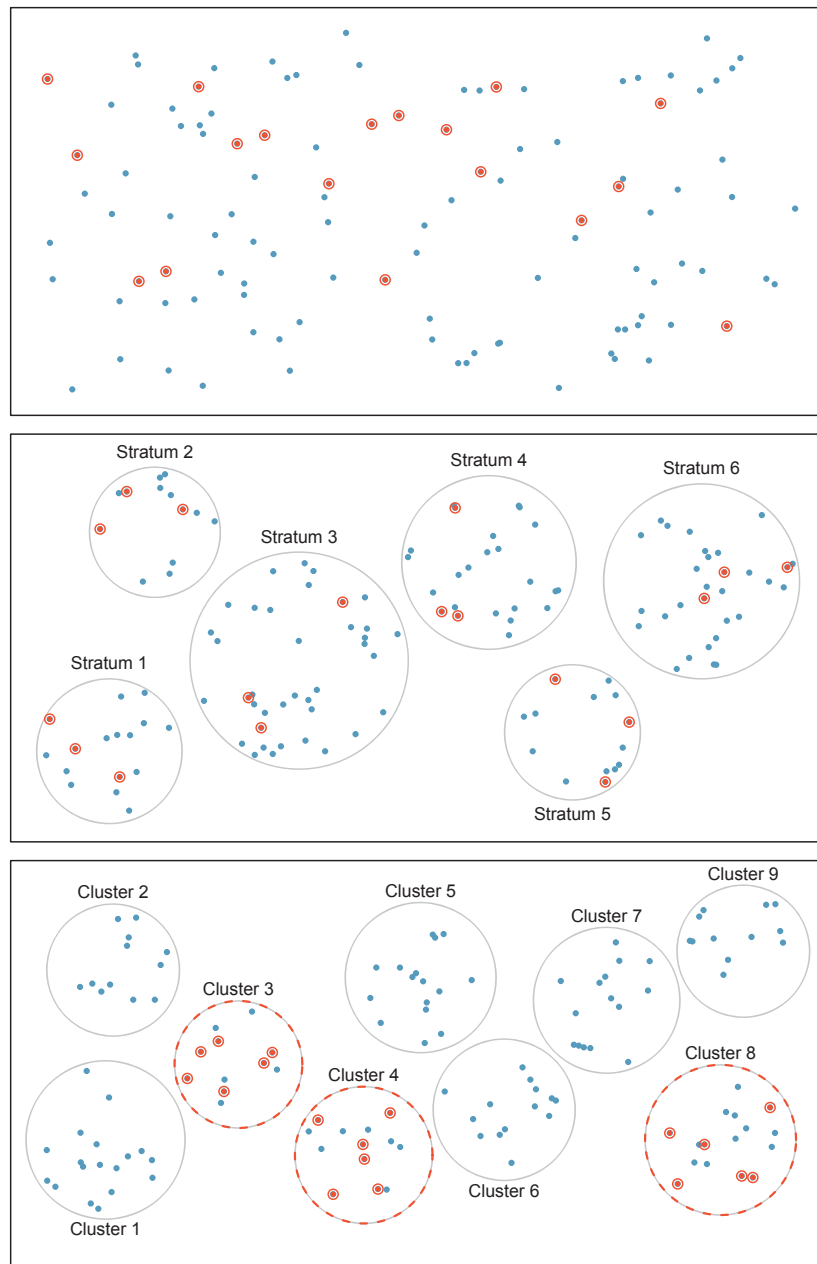 Stratum 2
Stratum 4
Stratum 6
Stratum 3
Stratum 1
Stratum 5
Cluster 9
Cluster 2
Cluster 5
Cluster 7
Cluster 3
Cluster 8
Cluster 4
Cluster 6
Cluster 1